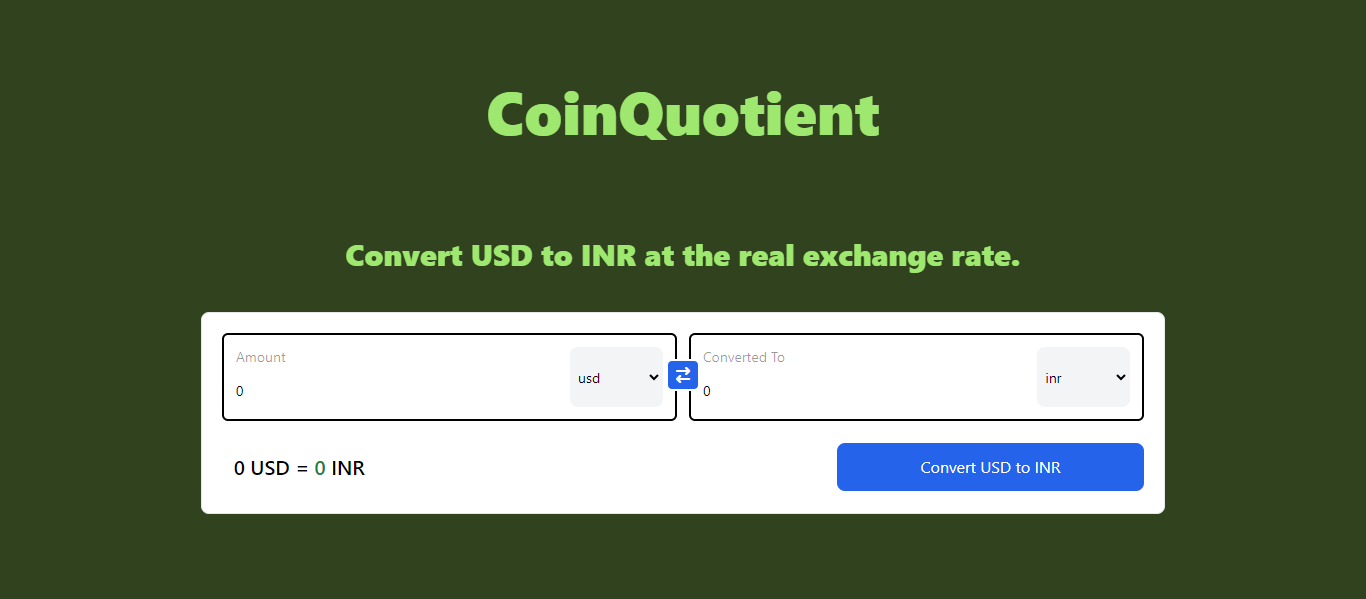 CoinQuotient
Convert USD to INR at the real exchange rate.
Amount
0
usd
Converted To
0
inr
0 USD = 0 INR
Convert USD to INR